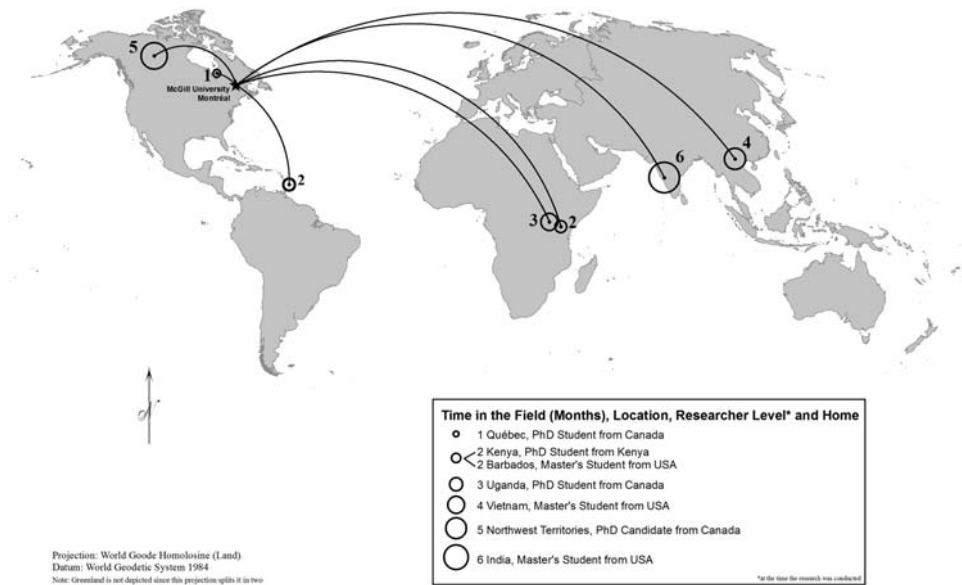 5
1
McGill University
Montréal
2
3
2
6
4
N
Time in the Field (Months), Location, Researcher Level* and Home
1 Québec, PhD Student from Canada
2 Kenya, PhD Student from Kenya
2 Barbados, Master's Student from USA
3 Uganda, PhD Student from Canada
4 Vietnam, Master's Student from USA
5 Northwest Territories, PhD Candidate from Canada
6 India, Master's Student from USA
*at the time the research was conducted
Projection: World Goode Homolosine (Land)
Datum: World Geodetic System 1984
Note: Greenland is not depicted since this projection splits it in two